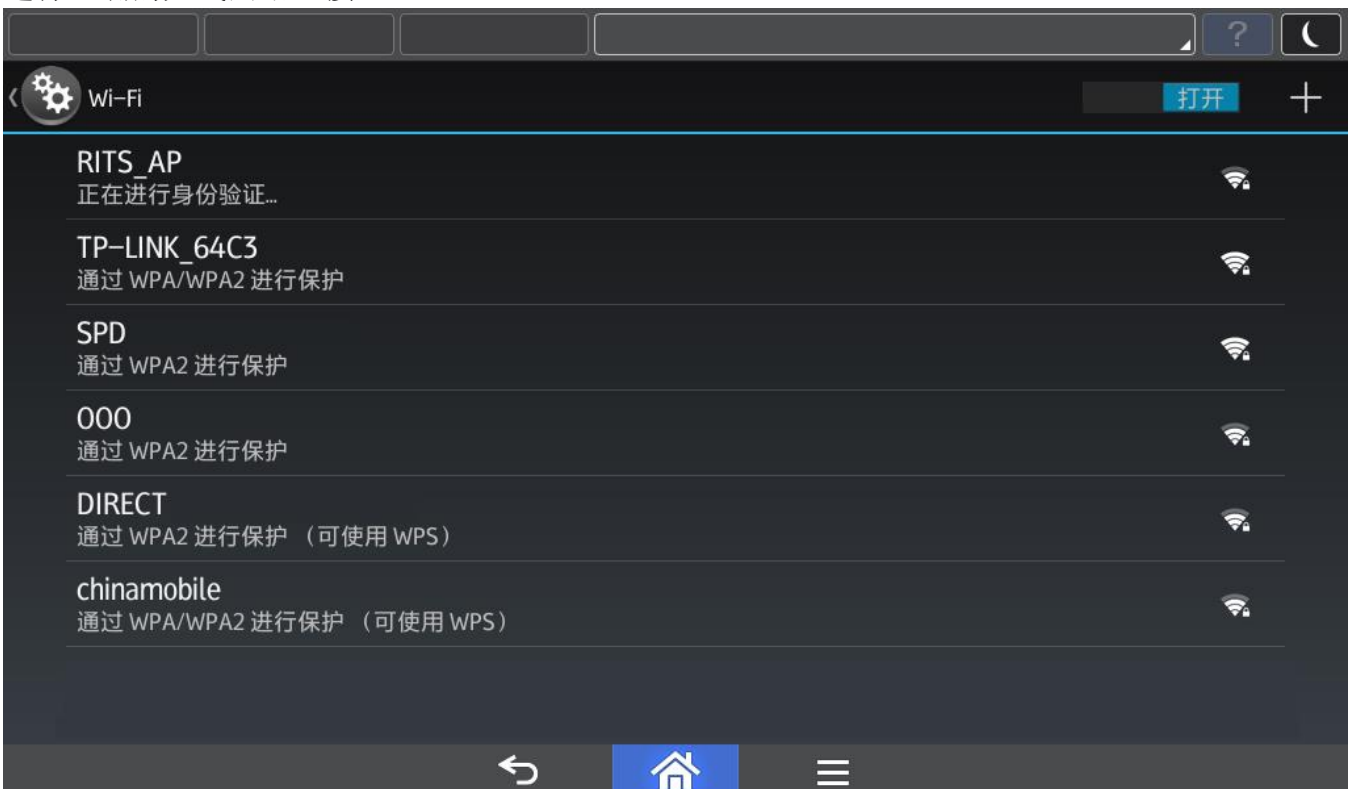 ?
Wi-Fi
打开
RITS_AP
正在进行身份验证...
TP-LINK_64C3
通过 WPA/WPA2 进行保护
SPD
通过 WPA2 进行保护
OOO
通过 WPA2 进行保护
DIRECT
通过 WPA2 进行保护 （可使用 WPS）
chinamobile
通过 WPA/WPA2 进行保护 （可使用 WPS）